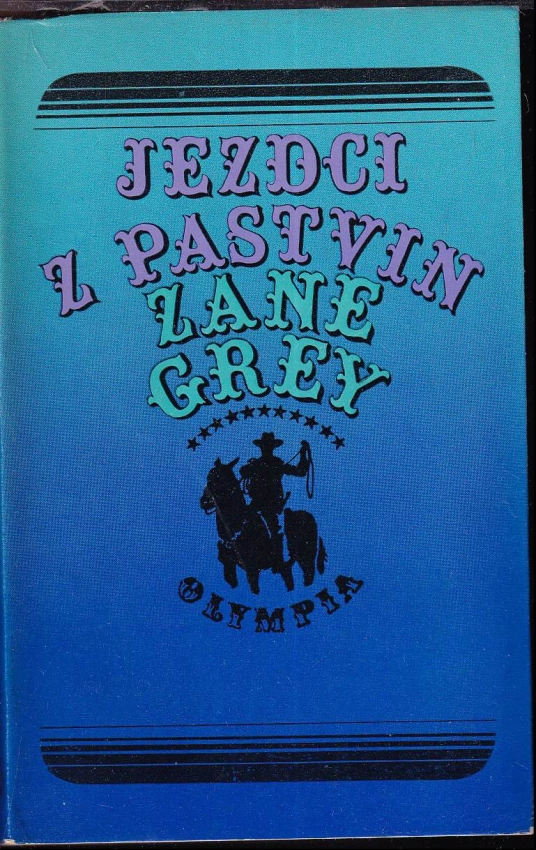 JEZDCI
Z PASTVIN
ZANE
GREY
OLYMPIA